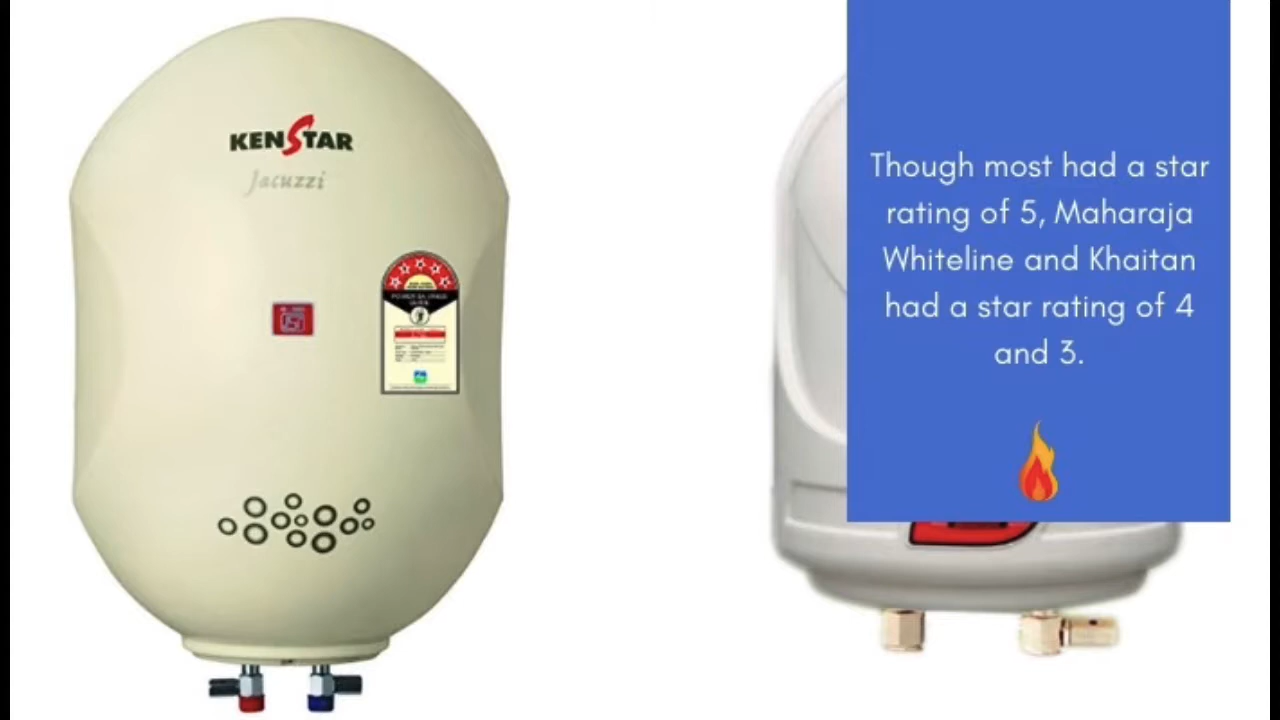 KENSTAR
Jacuzzi
Though most had a star
rating of 5, Maharaja
Whiteline and Khaitan
had a star rating of 4
and 3.